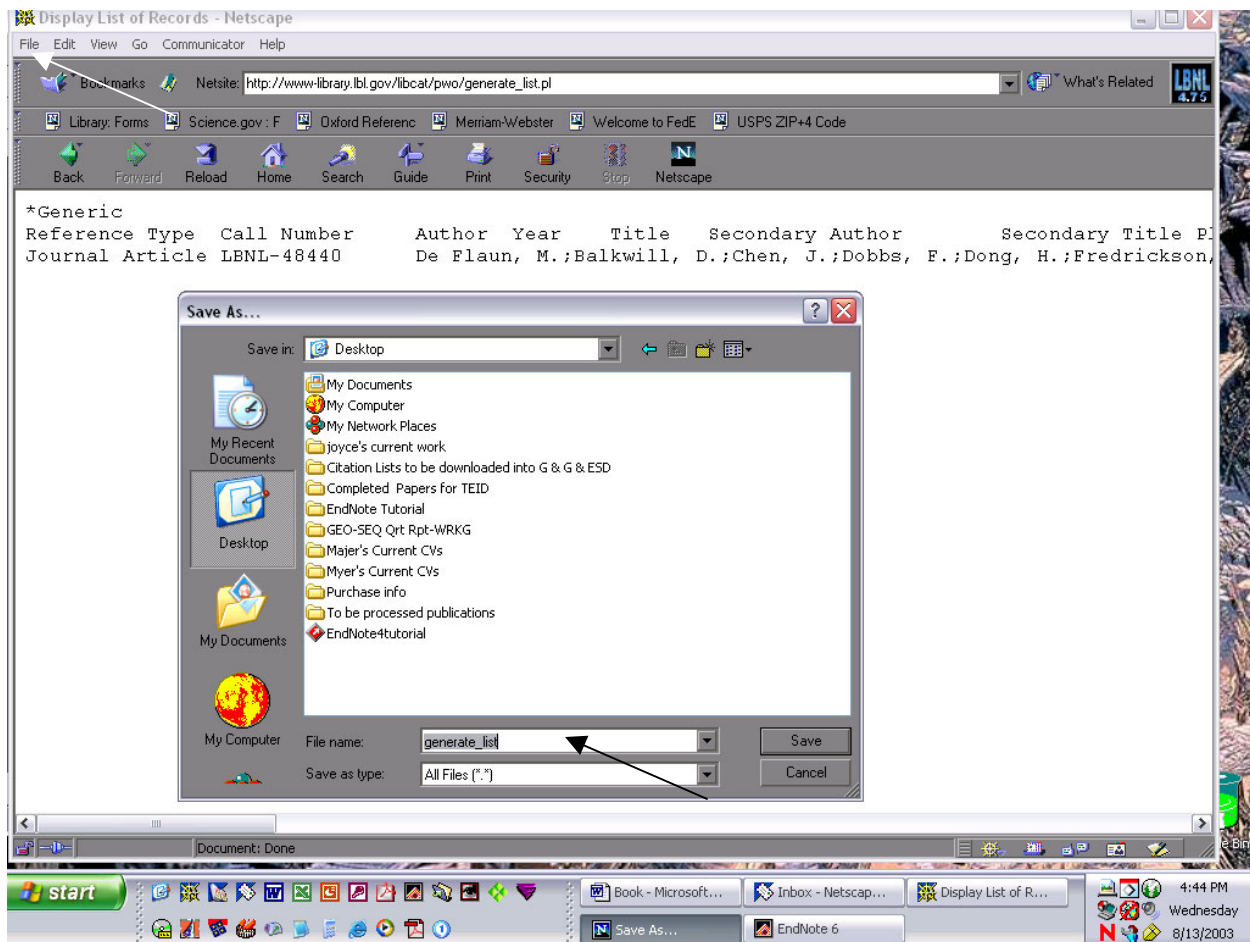 Display List of Records - Netscape
File Edit View Go Communicator Help
Bookmarks Netsite: http://www-library.lbl.gov/libcat/pwo/generate_list.pl What's Related LBNL 4.75
Library: Forms Science.gov : F Oxford Referenc Merriam-Webster Welcome to FedE USPS ZIP+4 Code
Back Forward Reload Home Search Guide Print Security Stop Netscape
*Generic
Reference Type Call Number Author Year Title Secondary Author Secondary Title Pl
Journal Article LBNL-48440 De Flaun, M.;Balkwill, D.;Chen, J.;Dobbs, F.;Dong, H.;Fredrickson,
Save As...
Save in: Desktop
My Recent Documents
Desktop
My Documents
My Computer
My Documents
My Computer
My Network Places
joyce's current work
Citation Lists to be downloaded into G & G & ESD
Completed Papers for TEID
EndNote Tutorial
GEO-SEQ Qrt Rpt-WRKG
Majer's Current CVs
Myer's Current CVs
Purchase info
To be processed publications
EndNote4tutorial
File name: generate_list Save
Save as type: All Files (*.*) Cancel
Document: Done
e Bin
start Book - Microsoft... Inbox - Netscap... Display List of R... 4:44 PM
Wednesday
Save As... EndNote 6 8/13/2003